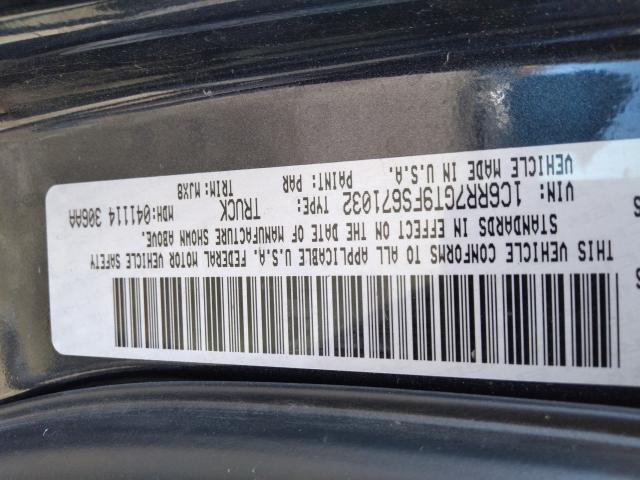 THIS VEHICLE CONFORMS TO ALL APPLICABLE U.S.A. FEDERAL MOTOR VEHICLE SAFETY
STANDARDS IN EFFECT ON THE DATE OF MANUFACTURE SHOWN ABOVE.
VIN: 1C6RR7GT9FS671032 TYPE: TRUCK MDH:041114 306AA
VEHICLE MADE IN U.S.A. PAINT: PAR TRIM:MJX8